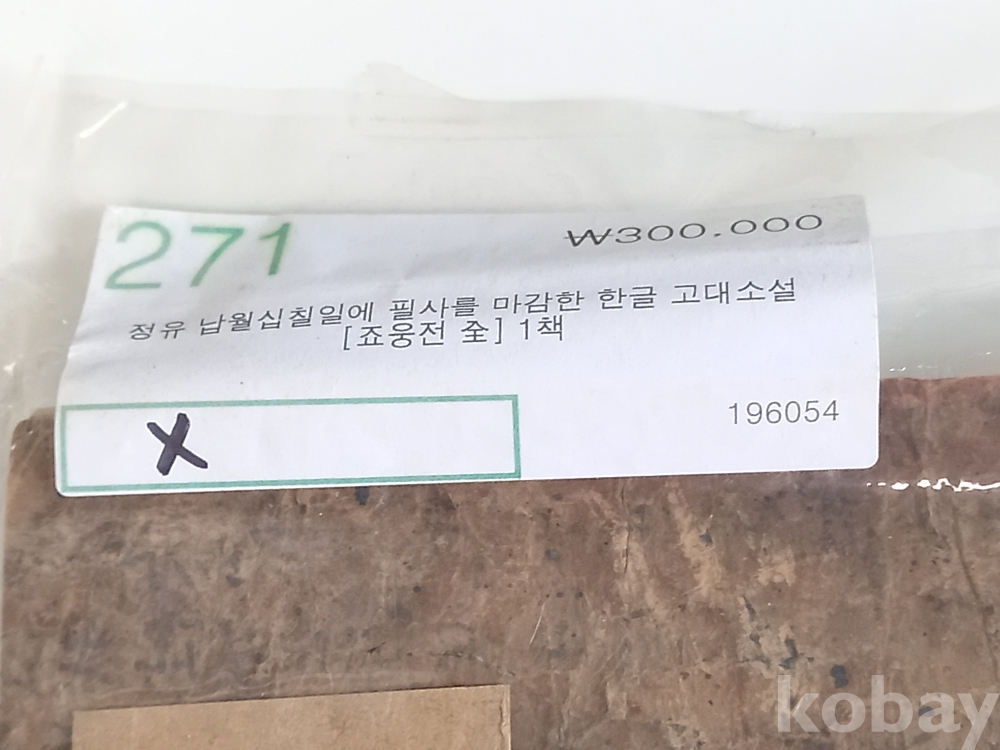 271
₩300.000
정유 납월십칠일에 필사를 마감한 한글 고대소설
[죠웅전 全] 1책
X
196054
kobay